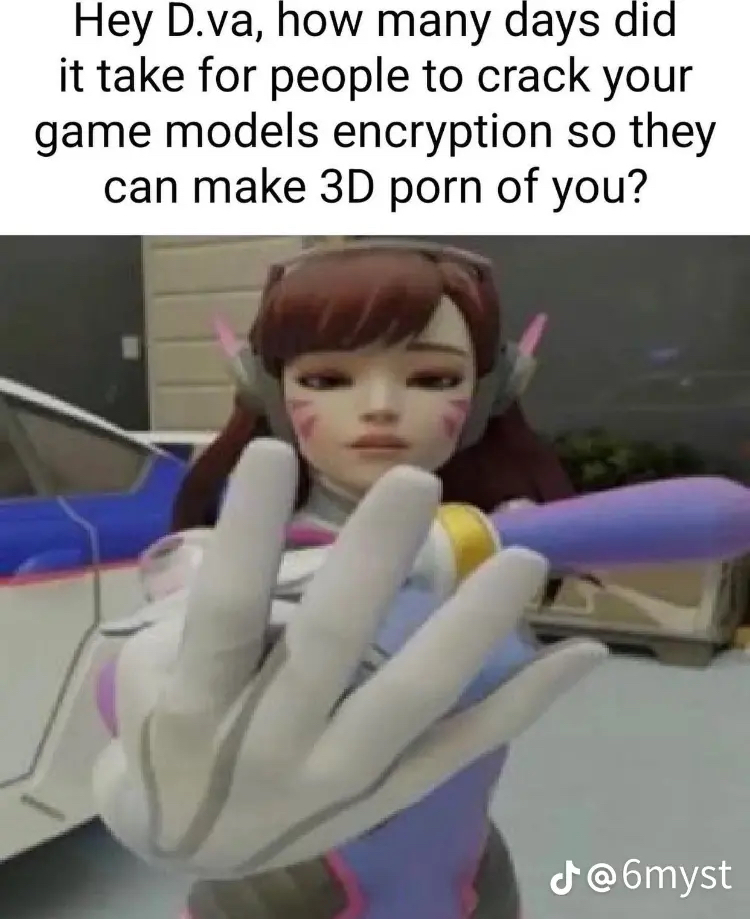 Hey D.va, how many days did
it take for people to crack your
game models encryption so they
can make 3D porn of you?
@6myst